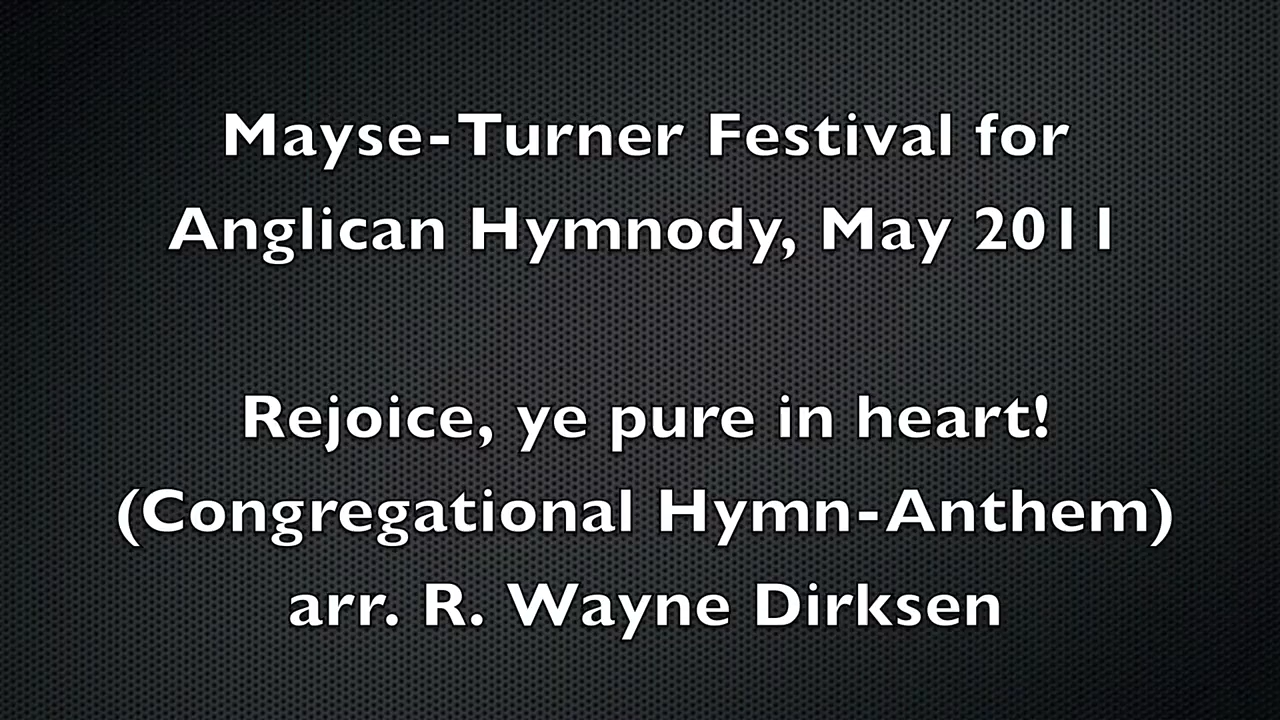 Mayse-Turner Festival for
Anglican Hymnody, May 2011
Rejoice, ye pure in heart!
(Congregational Hymn-Anthem)
arr. R. Wayne Dirksen